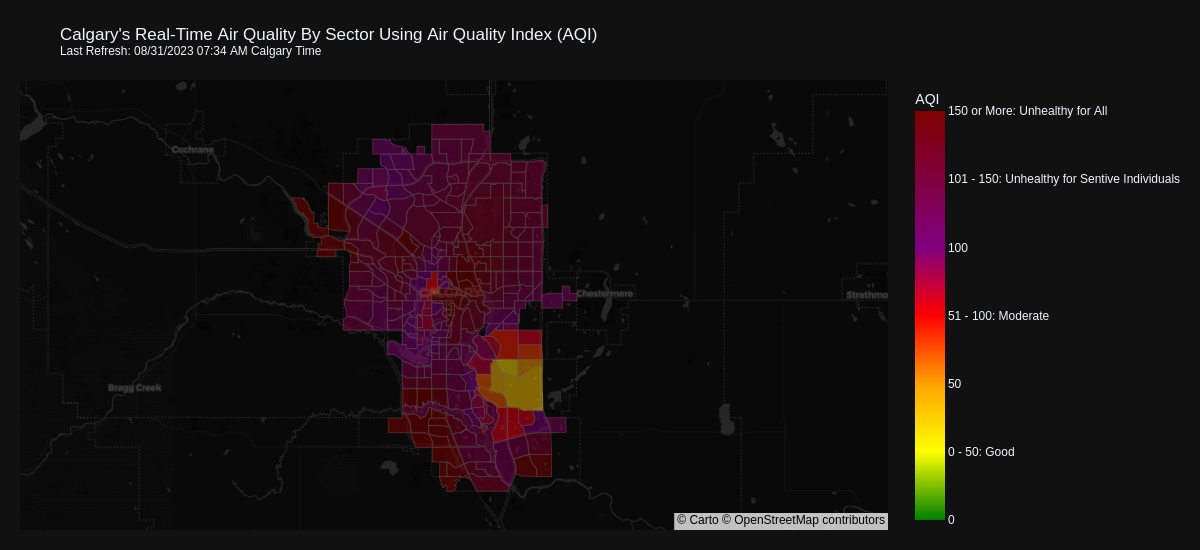 Calgary's Real-Time Air Quality By Sector Using Air Quality Index (AQI)
Last Refresh: 08/31/2023 07:34 AM Calgary Time
AQI
150 or More: Unhealthy for All
Cochrane
101 - 150: Unhealthy for Sentive Individuals
100
Chestermere
Strathmo
51 - 100: Moderate
Bragg Creek
50
0 - 50: Good
0
© Carto © OpenStreetMap contributors